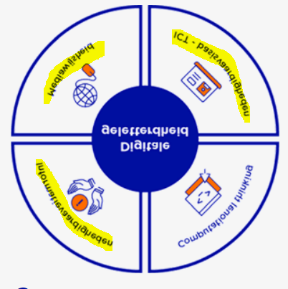 Mediawijsheid
ICT - basisvaardigheden
Digitale
geletterdheid
Informatievaardigheden
Computational thinking